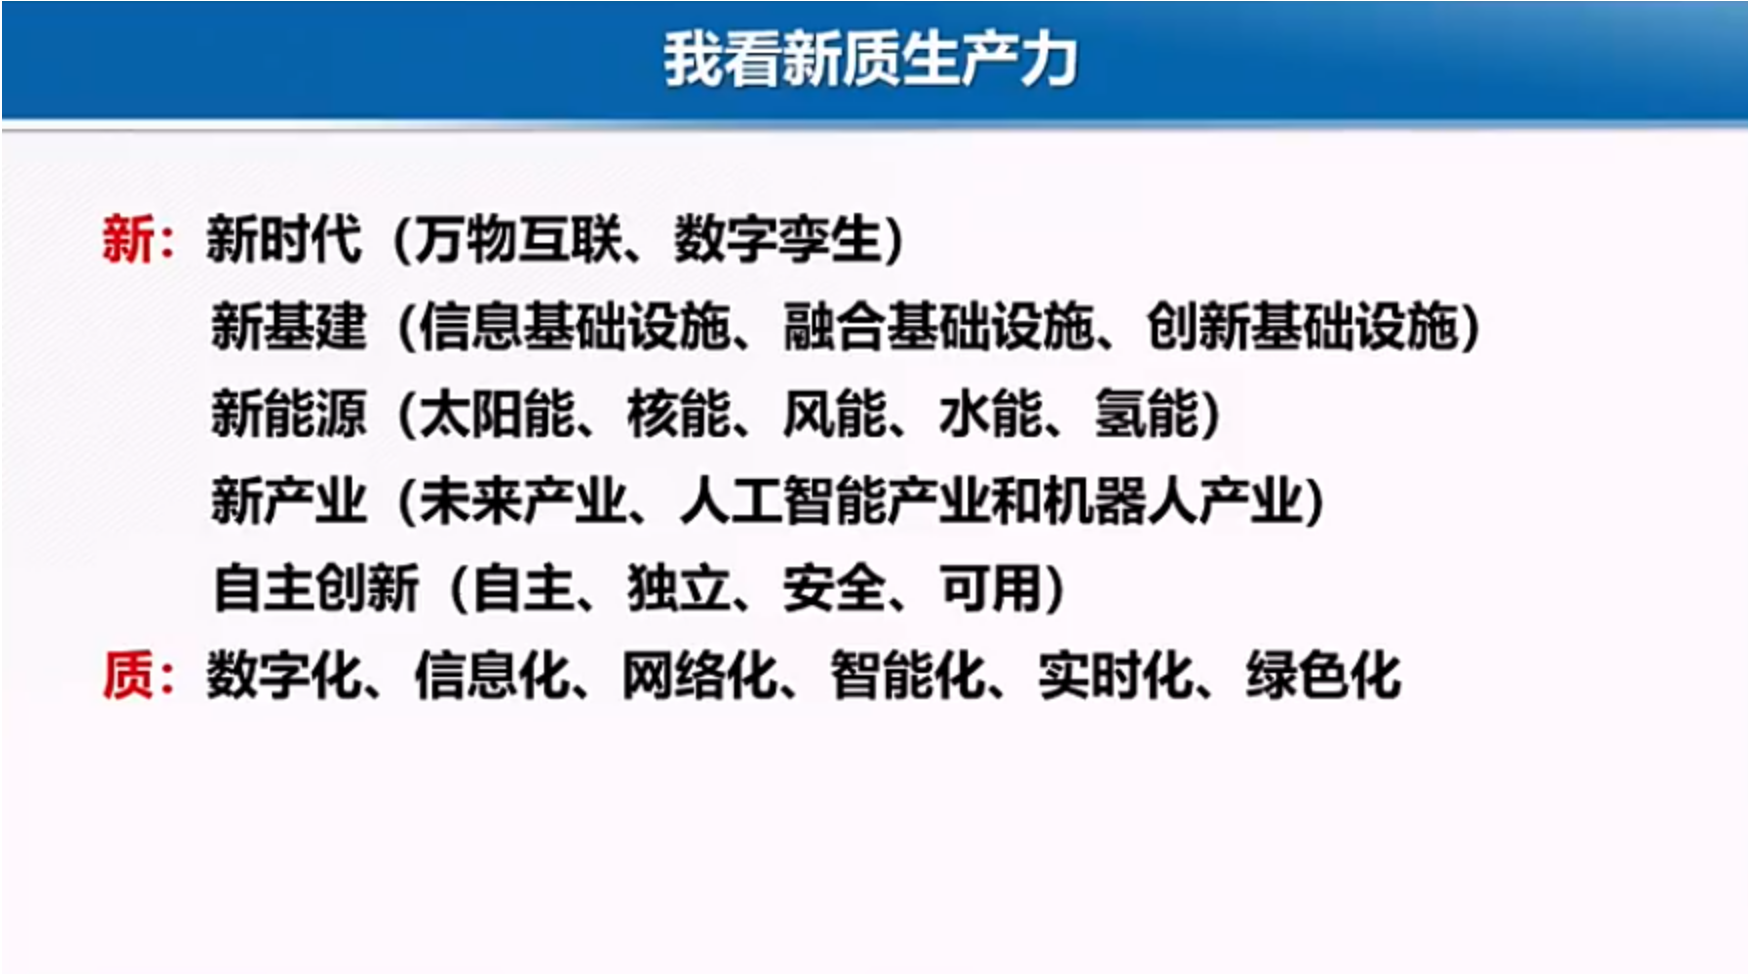 我看新质生产力
新：新时代（万物互联、数字孪生）
新基建（信息基础设施、融合基础设施、创新基础设施）
新能源（太阳能、核能、风能、水能、氢能）
新产业（未来产业、人工智能产业和机器人产业）
自主创新（自主、独立、安全、可用）
质：数字化、信息化、网络化、智能化、实时化、绿色化